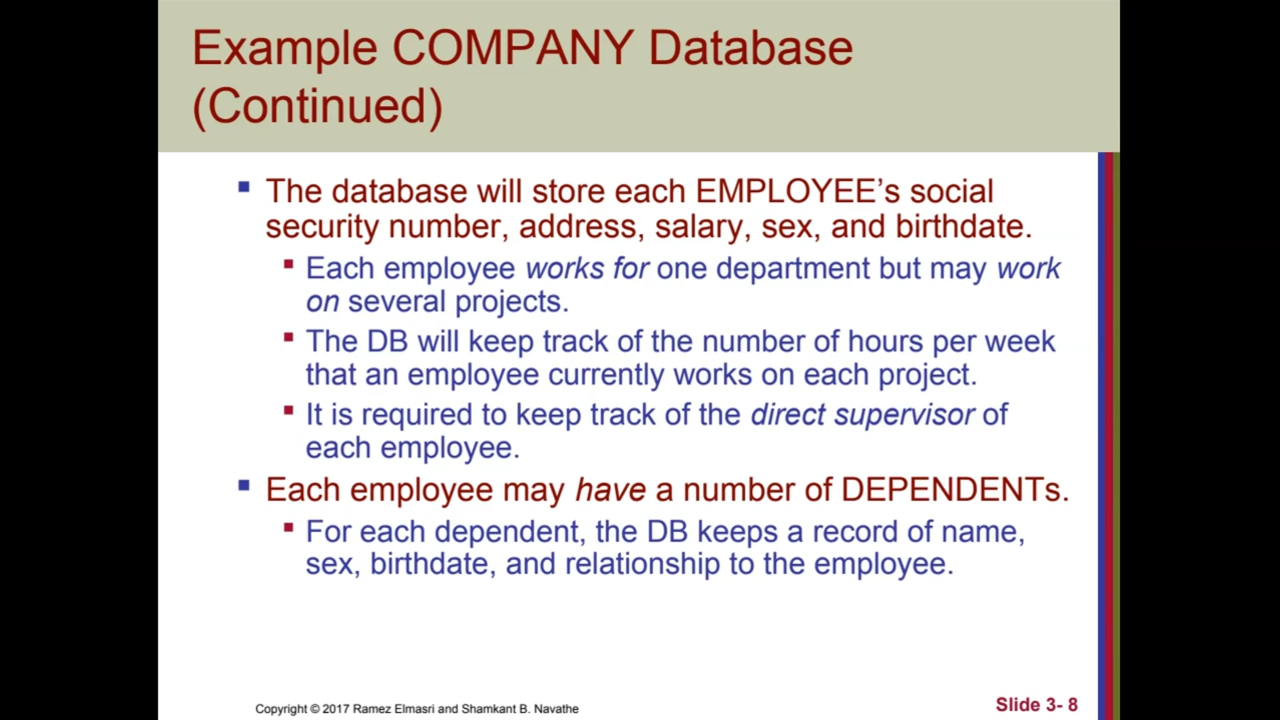 Example COMPANY Database
(Continued)
The database will store each EMPLOYEE’s social
security number, address, salary, sex, and birthdate.
Each employee works for one department but may work
on several projects.
The DB will keep track of the number of hours per week
that an employee currently works on each project.
It is required to keep track of the direct supervisor of
each employee.
Each employee may have a number of DEPENDENTs.
For each dependent, the DB keeps a record of name,
sex, birthdate, and relationship to the employee.
Copyright © 2017 Ramez Elmasri and Shamkant B. Navathe
Slide 3- 8